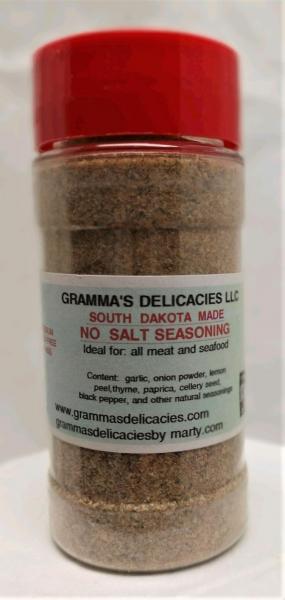 GRAMMA'S DELICACIES LLC
SOUTH DAKOTA MADE
NO SALT SEASONING
Ideal for: all meat and seafood
Content: garlic, onion powder, lemon
peel,thyme, paprica, cellery seed,
black pepper, and other natural seasonings
www.grammasdelicacies.com
grammasdelicaciesby marty.com